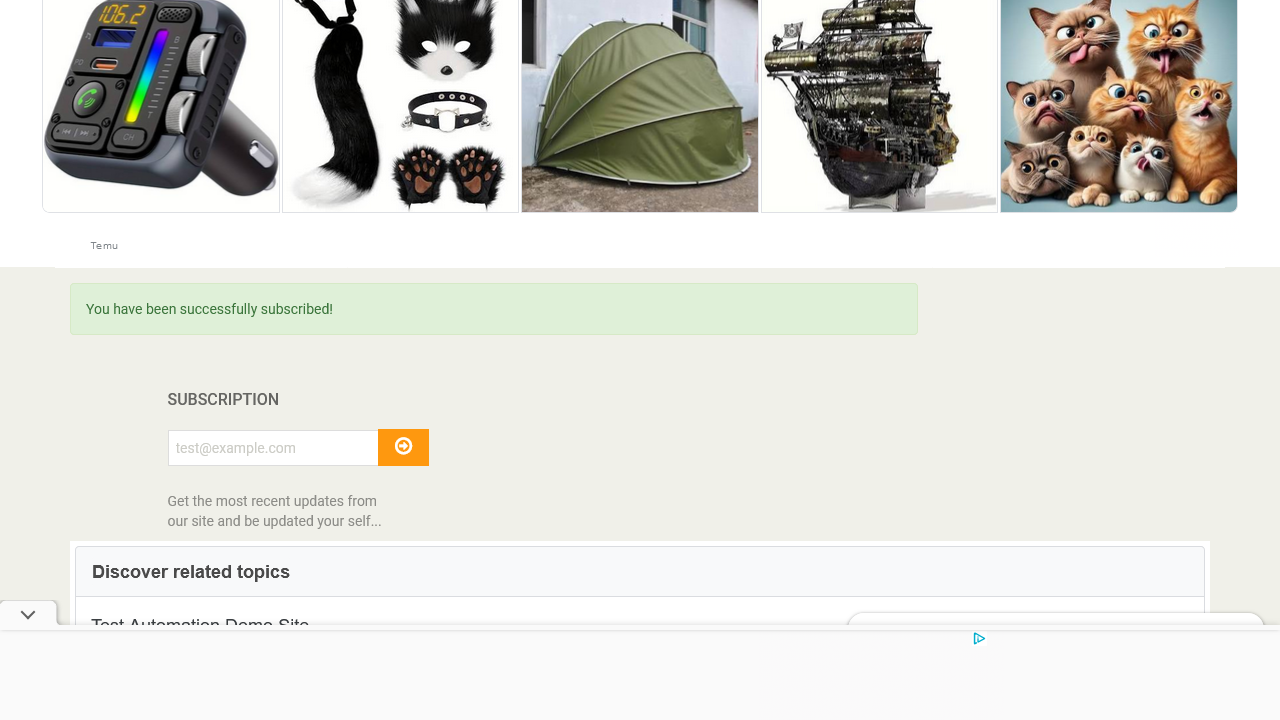 106.2
CH
Temu
You have been successfully subscribed!
SUBSCRIPTION
test@example.com
Get the most recent updates from
our site and be updated your self...
Discover related topics
Test Automation Demo Site